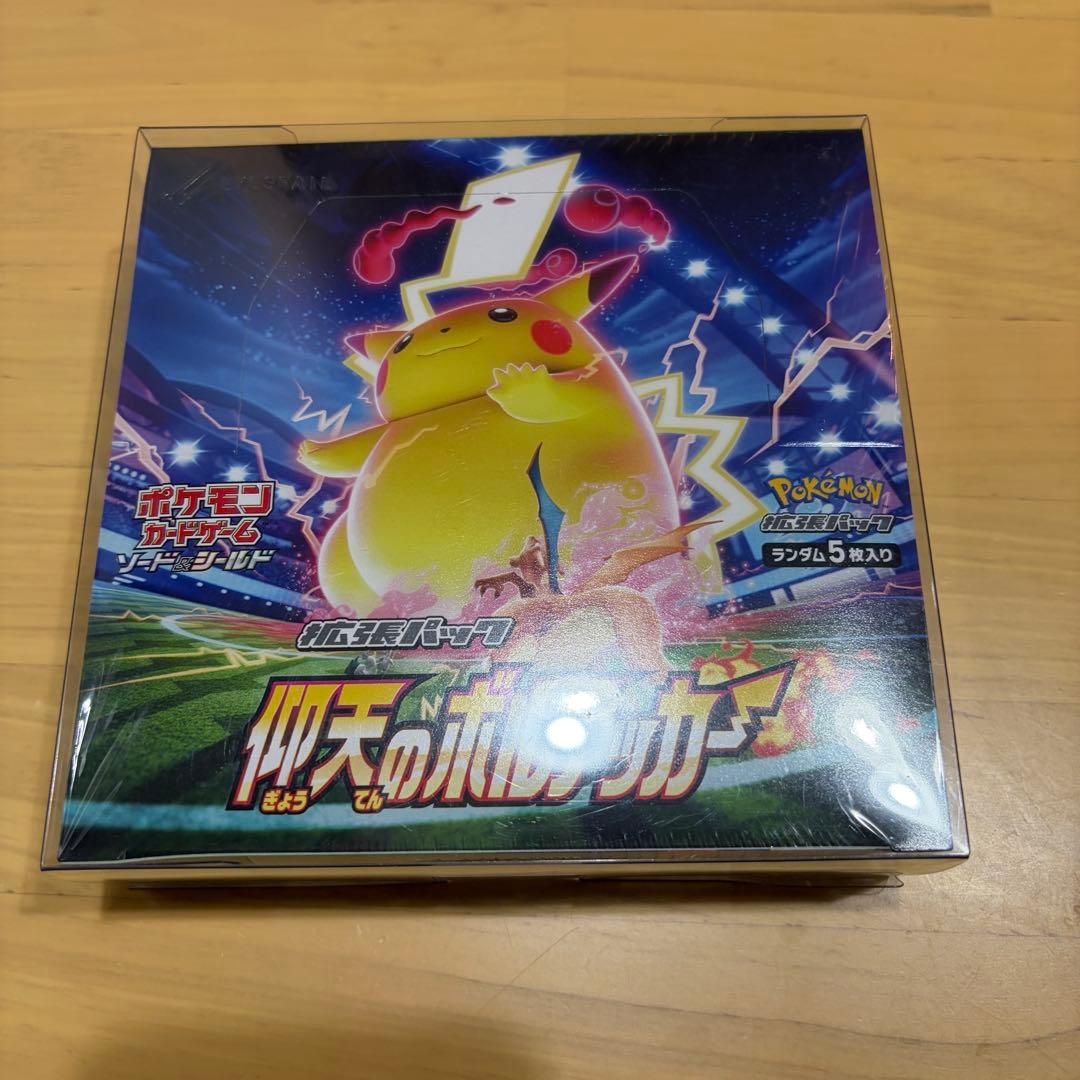 ポケモン
カードゲーム
ソード&シールド
Pokémon
拡張パック
ランダム5枚入り
拡張パック
仰天のボルテッカー
ぎょう てん